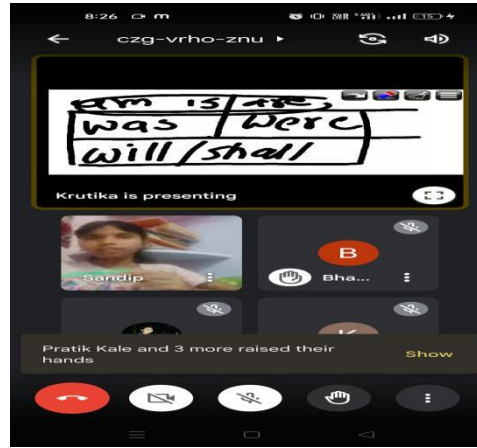 8:26
czg-vrho-znu
am is/are,
was / were
will/shall
Krutika is presenting
Sandip
B
Bha...
K
Pratik Kale and 3 more raised their
hands
Show